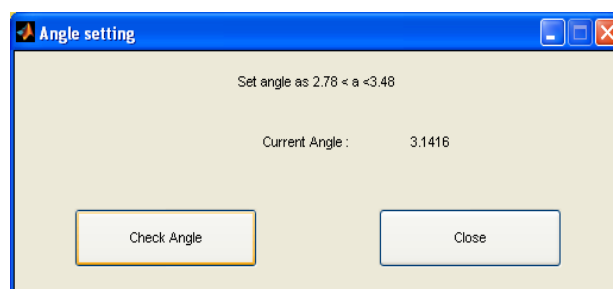 Angle setting
Set angle as 2.78 < a <3.48
Current Angle : 3.1416
Check Angle Close